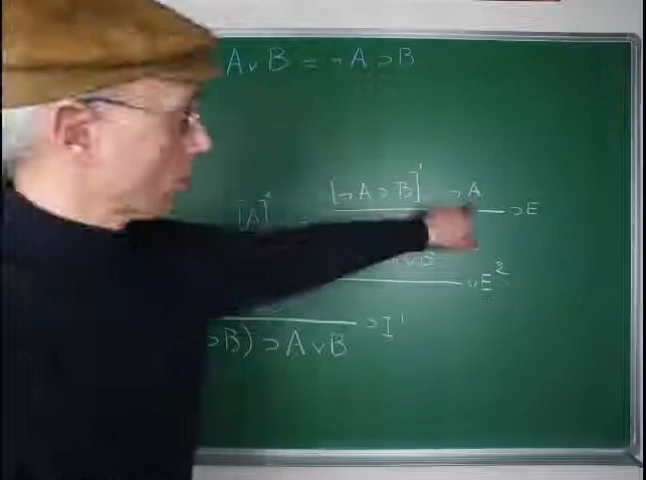 A ∨ B = ¬A ⊃ B
[¬A ⊃ B]¹ ¬A
[A]² ⊃E
∨B
∨E²
⊃I¹
⊃B) ⊃ A ∨ B